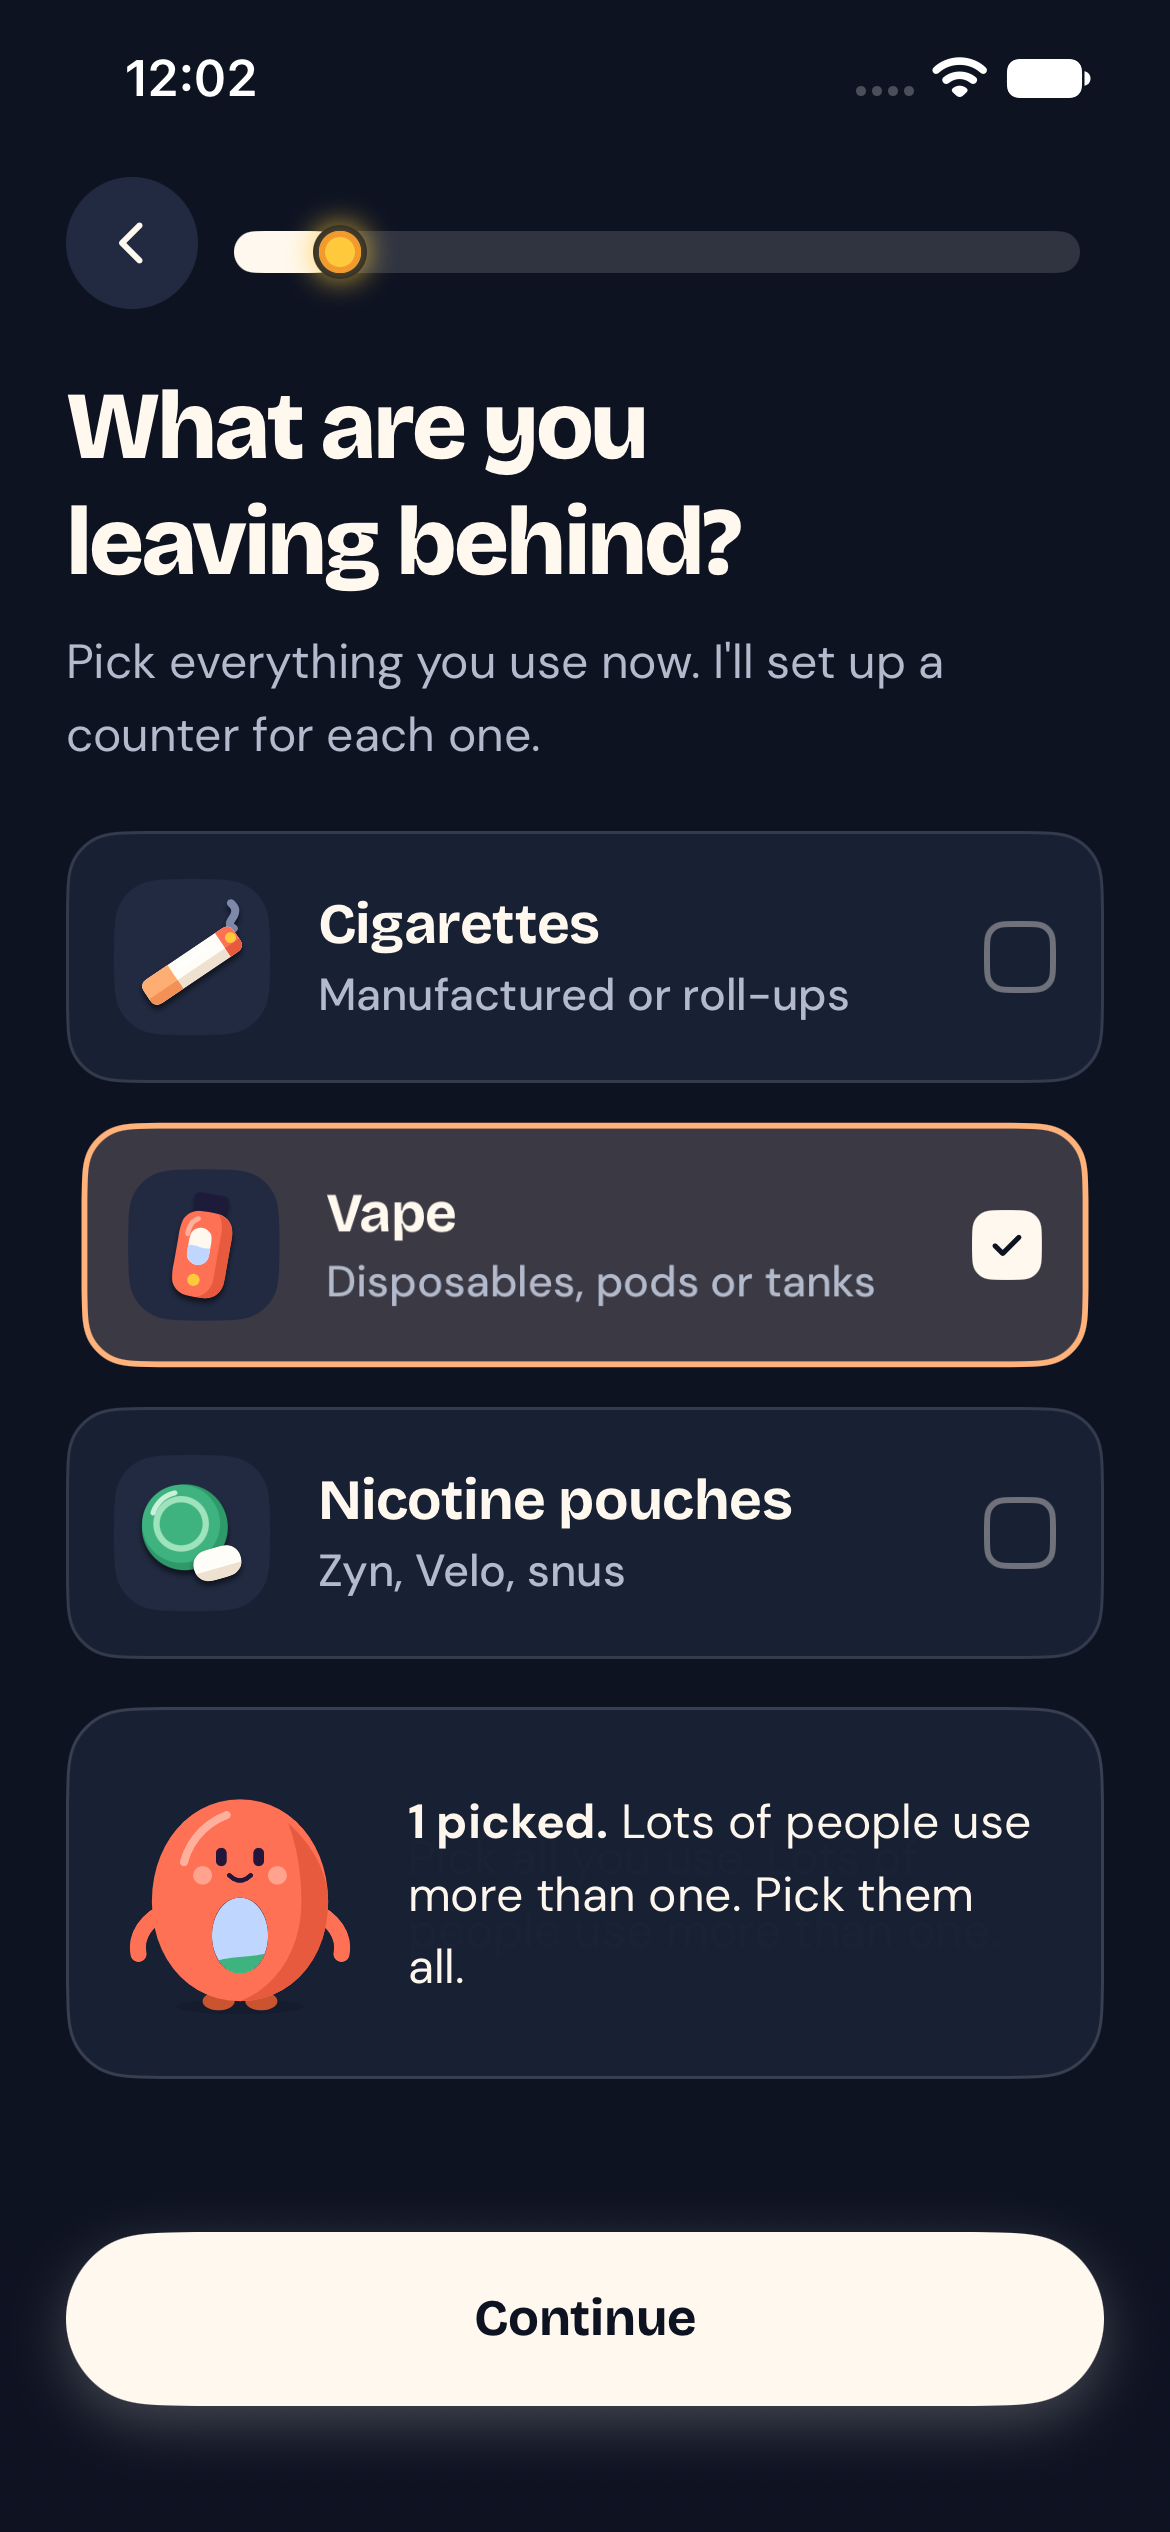 12:02
What are you
leaving behind?
Pick everything you use now. I'll set up a
counter for each one.
Cigarettes
Manufactured or roll-ups
Vape
Disposables, pods or tanks
Nicotine pouches
Zyn, Velo, snus
1 picked. Lots of people use
more than one. Pick them
all.
Continue